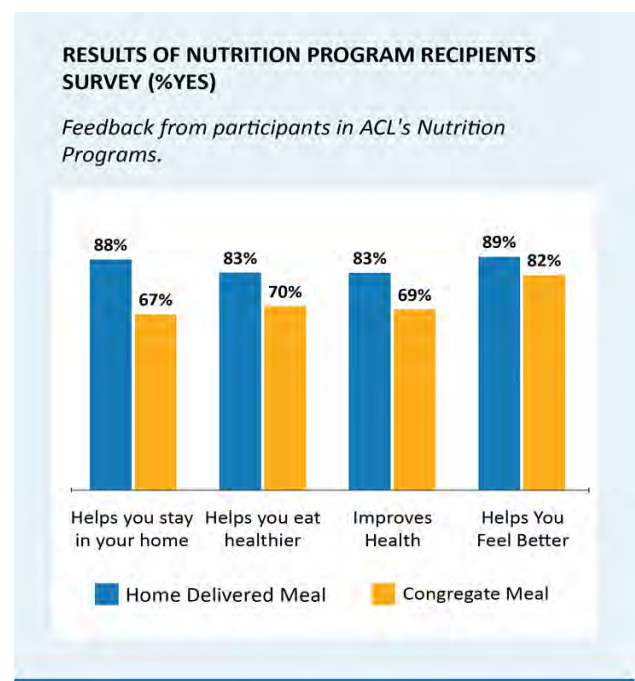 RESULTS OF NUTRITION PROGRAM RECIPIENTS
SURVEY (%YES)
Feedback from participants in ACL's Nutrition
Programs.
88%
67%
83%
70%
83%
69%
89%
82%
Helps you stay
in your home
Helps you eat
healthier
Improves
Health
Helps You
Feel Better
Home Delivered Meal
Congregate Meal